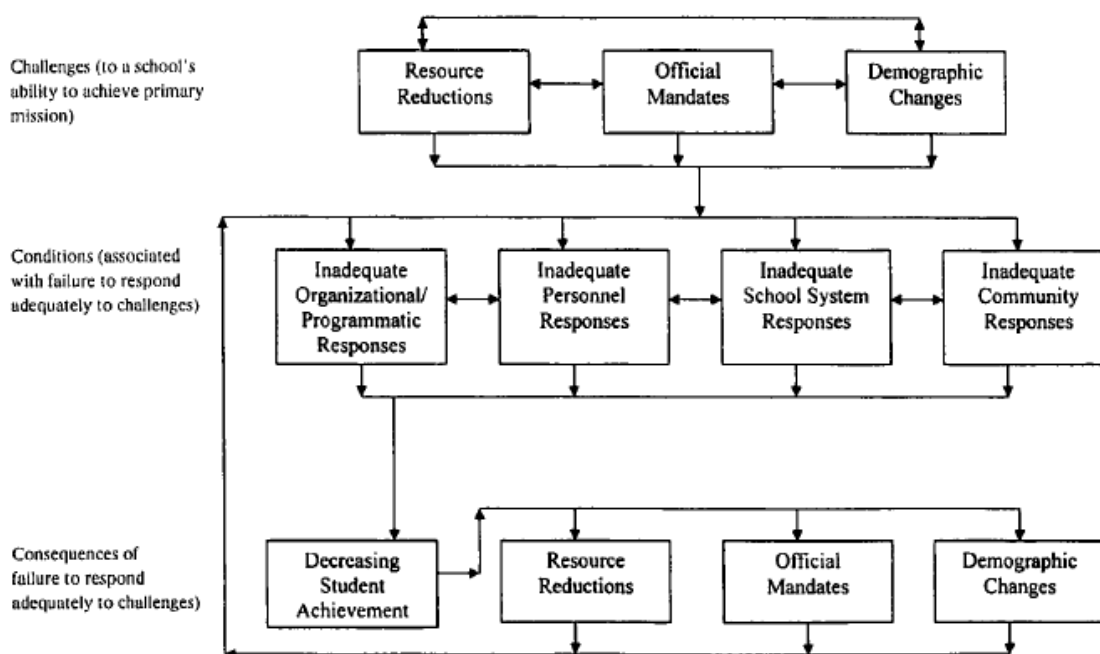 Challenges (to a school's
ability to achieve primary
mission)
Resource
Reductions
Official
Mandates
Demographic
Changes
Conditions (associated
with failure to respond
adequately to challenges)
Inadequate
Organizational/
Programmatic
Responses
Inadequate
Personnel
Responses
Inadequate
School System
Responses
Inadequate
Community
Responses
Consequences of
failure to respond
adequately to challenges)
Decreasing
Student
Achievement
Resource
Reductions
Official
Mandates
Demographic
Changes